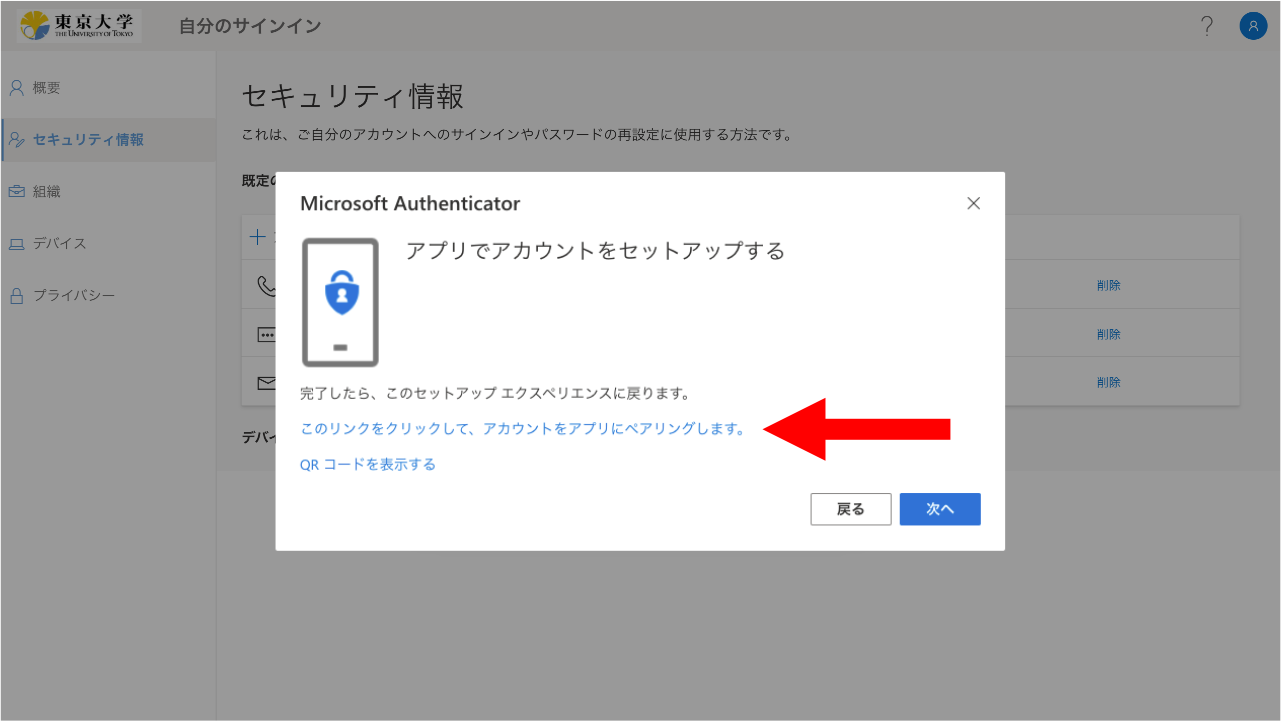 東京大学
THE UNIVERSITY OF TOKYO
自分のサインイン
?
概要
セキュリティ情報
組織
デバイス
プライバシー
セキュリティ情報
これは、ご自分のアカウントへのサインインやパスワードの再設定に使用する方法です。
既定の
Microsoft Authenticator
アプリでアカウントをセットアップする
完了したら、このセットアップ エクスペリエンスに戻ります。
このリンクをクリックして、アカウントをアプリにペアリングします。
QR コードを表示する
戻る
次へ
削除
削除
削除
デバイ